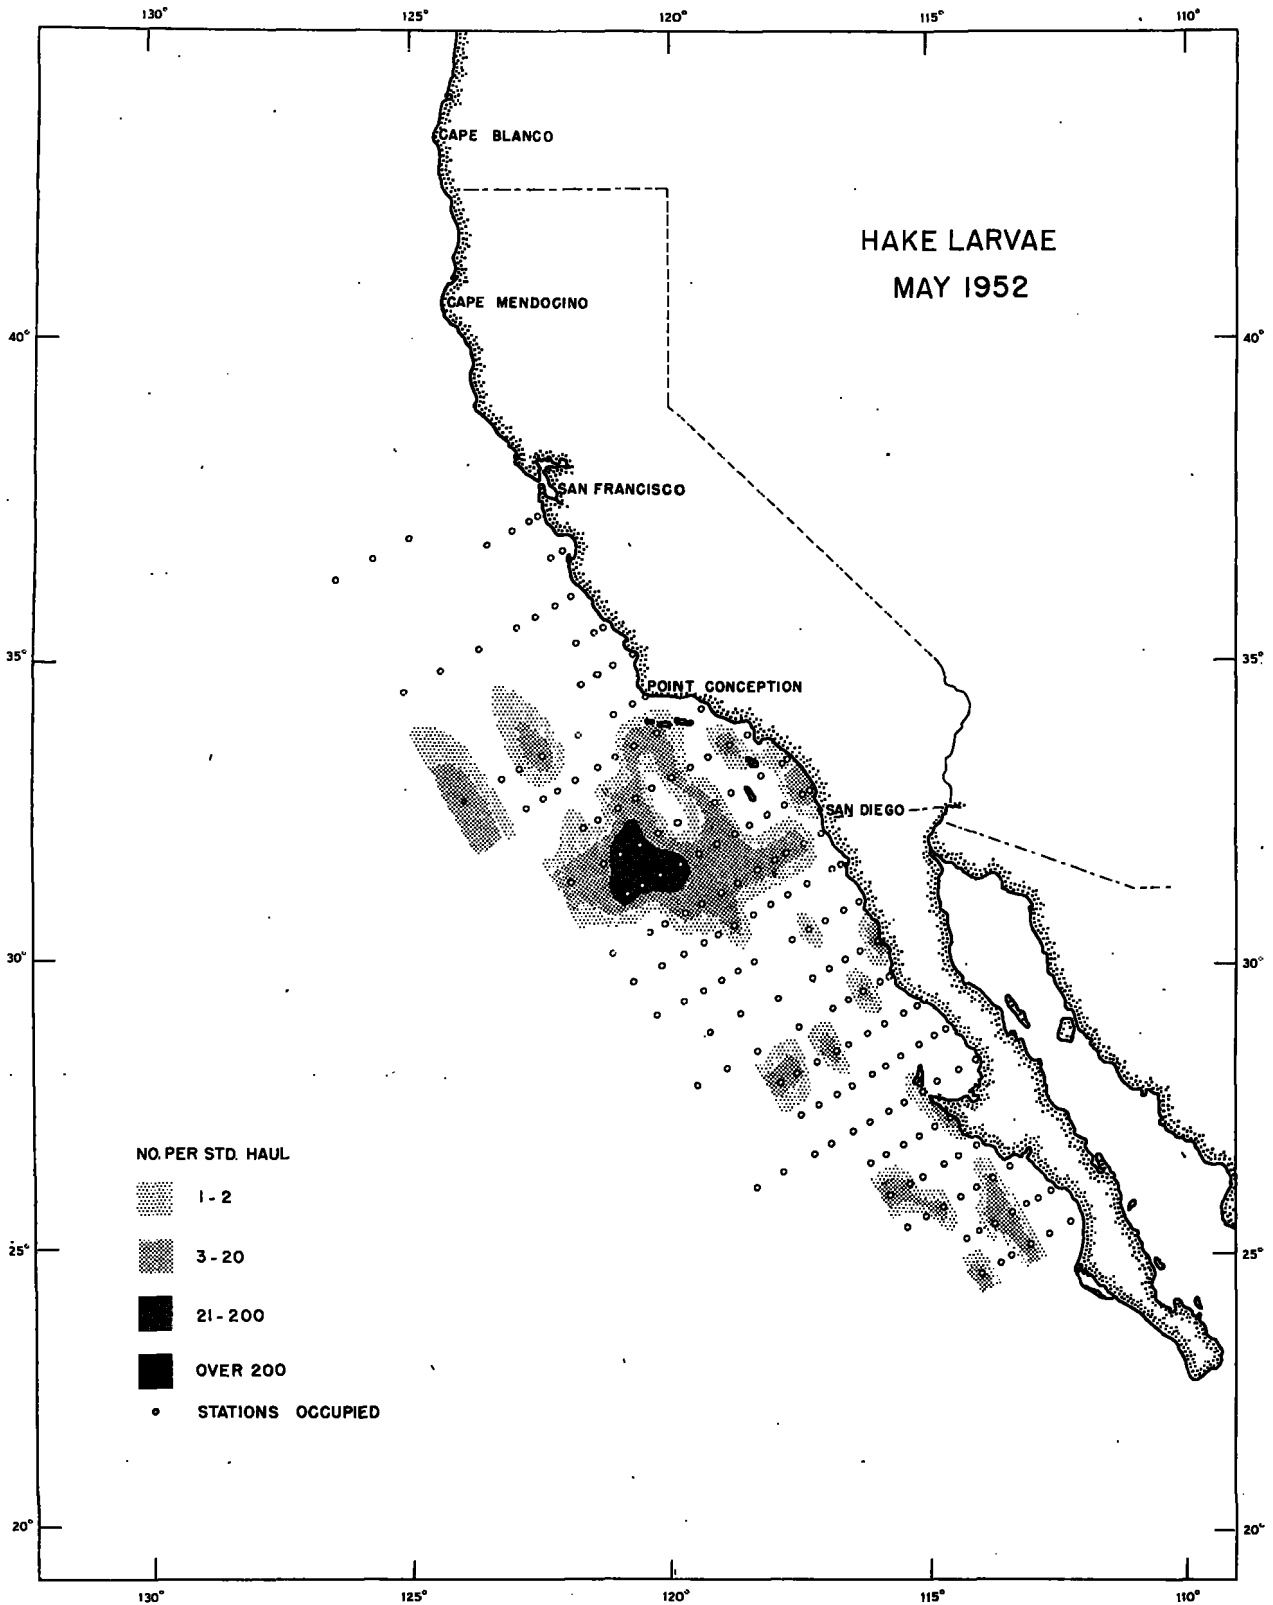 130° 125° 120° 115° 110°
CAPE BLANCO
HAKE LARVAE
MAY 1952
CAPE MENDOCINO
40° 40°
SAN FRANCISCO
35° 35°
POINT CONCEPTION
SAN DIEGO
30° 30°
NO. PER STD. HAUL
1-2
25° 25°
3-20
21-200
OVER 200
STATIONS OCCUPIED
20° 20°
130° 125° 120° 115° 110°